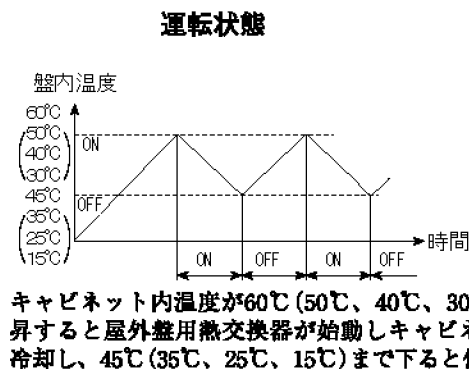 運転状態
盤内温度
60℃
(50℃
40℃
30℃)
ON
45℃
(35℃
25℃
15℃)
OFF
時間
ON OFF ON OFF
キャビネット内温度が60℃(50℃、40℃、30
昇すると屋外盤用熱交換器が始動しキャビネ
冷却し、45℃(35℃、25℃、15℃)まで下ると